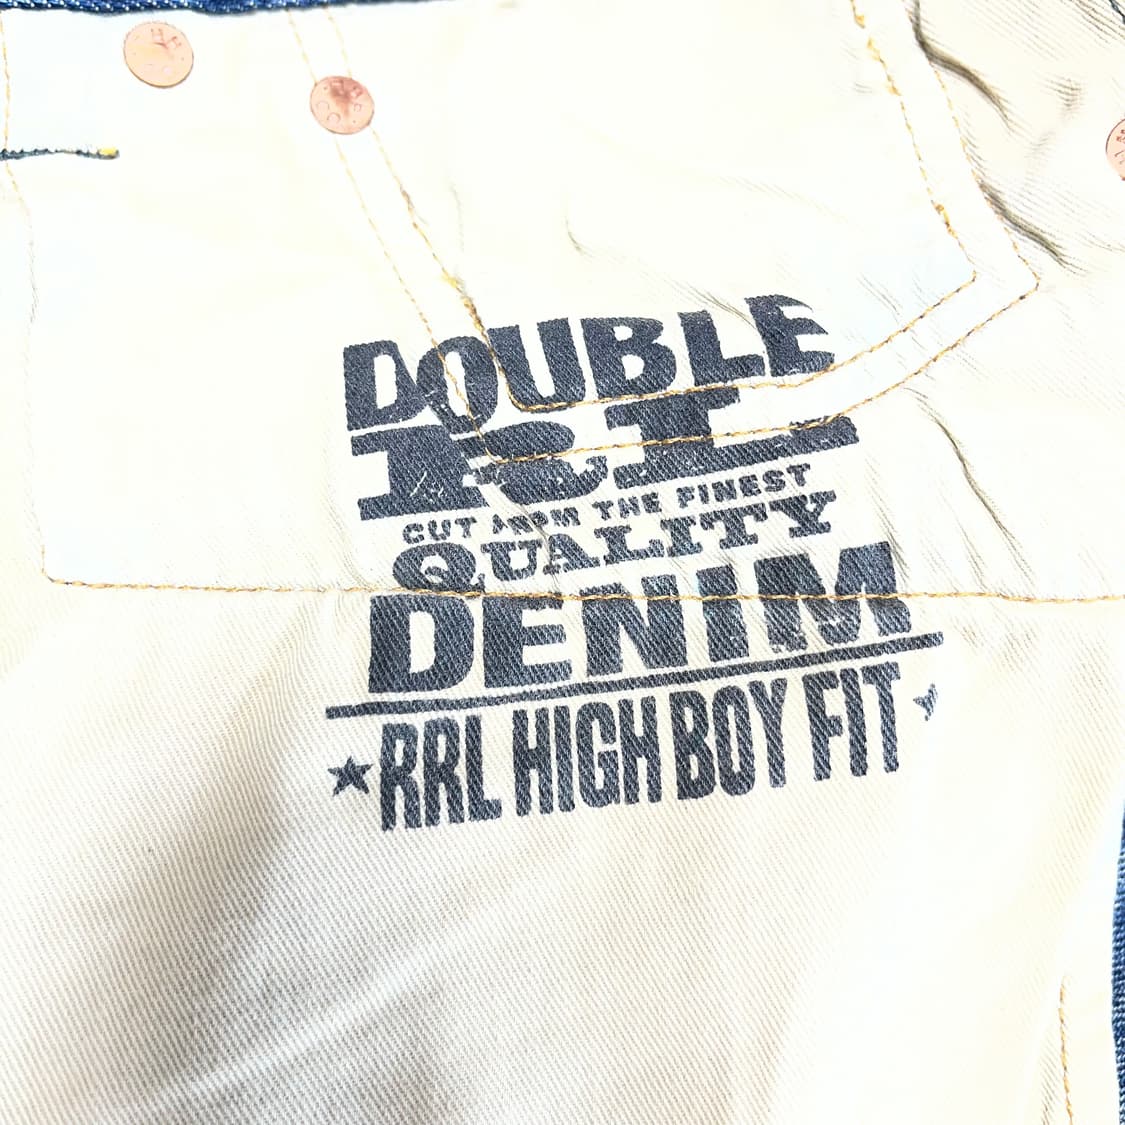 DOUBLE
RL
CUT FROM THE FINEST
QUALITY
DENIM
RRL HIGH BOY FIT